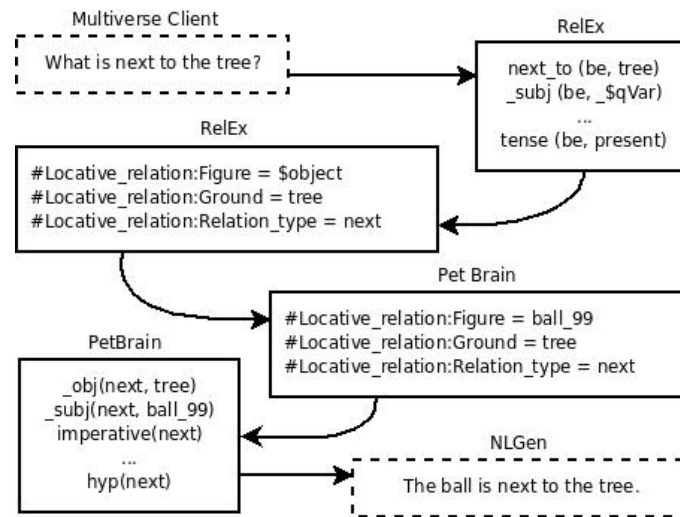 Multiverse Client
What is next to the tree?
RelEx
next_to (be, tree)
_subj (be, _$qVar)
...
tense (be, present)
RelEx
#Locative_relation:Figure = $object
#Locative_relation:Ground = tree
#Locative_relation:Relation_type = next
Pet Brain
#Locative_relation:Figure = ball_99
#Locative_relation:Ground = tree
#Locative_relation:Relation_type = next
PetBrain
_obj(next, tree)
_subj(next, ball_99)
imperative(next)
...
hyp(next)
NLGen
The ball is next to the tree.